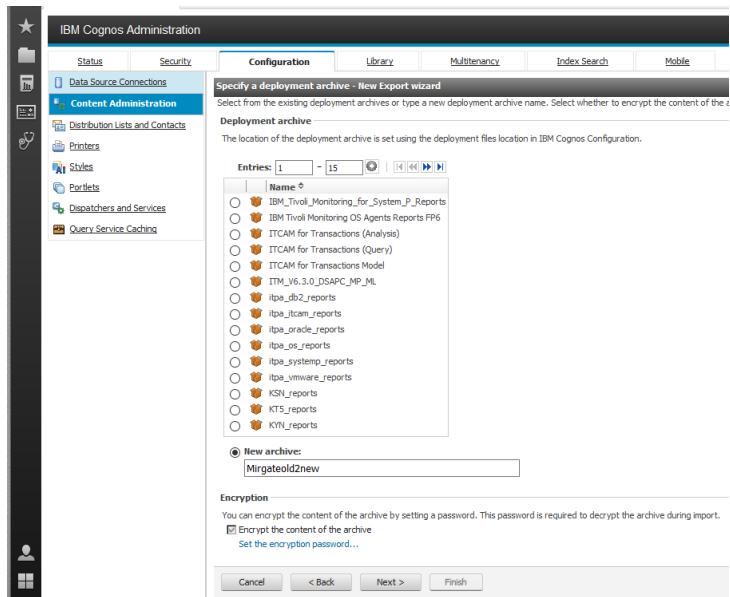 IBM Cognos Administration
Status Security Configuration Library Multitenancy Index Search Mobile
Data Source Connections
Content Administration
Distribution Lists and Contacts
Printers
Styles
Portlets
Dispatchers and Services
Query Service Caching
Specify a deployment archive - New Export wizard
Select from the existing deployment archives or type a new deployment archive name. Select whether to encrypt the content of the a
Deployment archive
The location of the deployment archive is set using the deployment files location in IBM Cognos Configuration.
Entries: 1 - 15
Name
IBM_Tivoli_Monitoring_for_System_P_Reports
IBM Tivoli Monitoring OS Agents Reports FP6
ITCAM for Transactions (Analysis)
ITCAM for Transactions (Query)
ITCAM for Transactions Model
ITM_V6.3.0_DSAPC_MP_ML
itpa_db2_reports
itpa_itcam_reports
itpa_oracle_reports
itpa_os_reports
itpa_systemp_reports
itpa_vmware_reports
KSN_reports
KT5_reports
KYN_reports
New archive:
Mirgateold2new
Encryption
You can encrypt the content of the archive by setting a password. This password is required to decrypt the archive during import.
Encrypt the content of the archive
Set the encryption password...
Cancel < Back Next > Finish